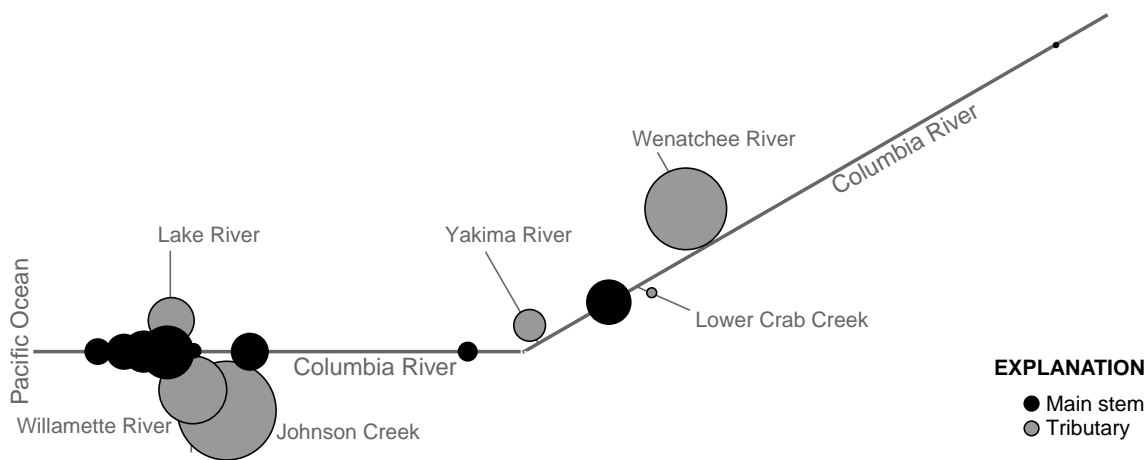 Wenatchee River
Columbia River
Lake River
Yakima River
Pacific Ocean
Lower Crab Creek
Columbia River
Willamette River
Johnson Creek
EXPLANATION
Main stem
Tributary